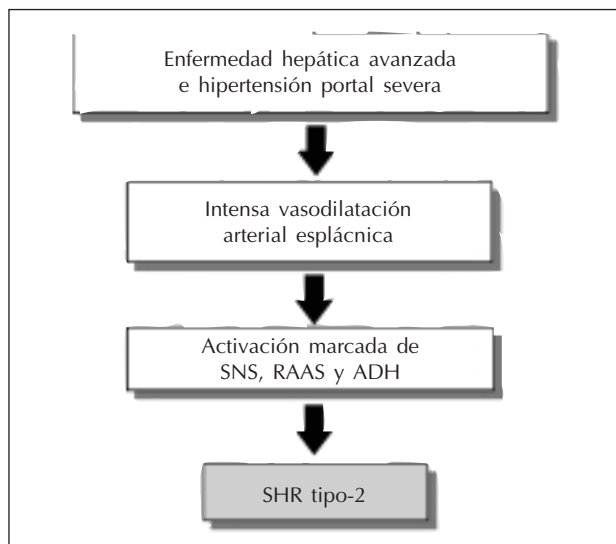 Enfermedad hepática avanzada
e hipertensión portal severa
Intensa vasodilatación
arterial esplácnica
Activación marcada de
SNS, RAAS y ADH
SHR tipo-2